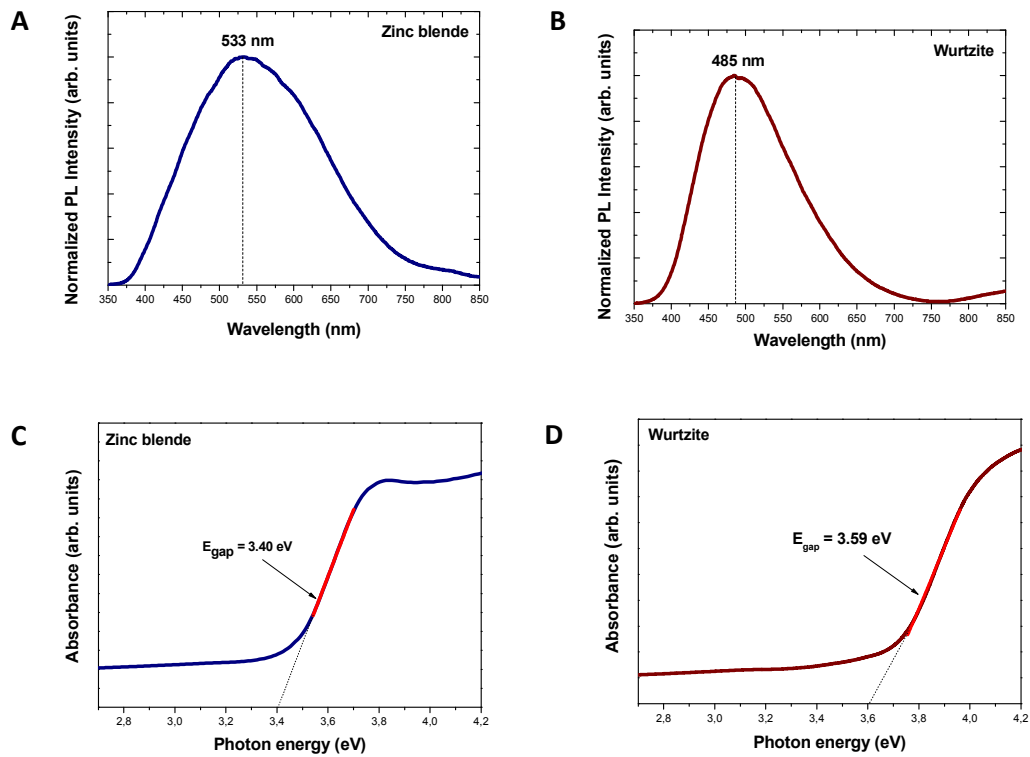 A
Zinc blende
533 nm
Normalized PL Intensity (arb. units)
350 400 450 500 550 600 650 700 750 800 850
Wavelength (nm)
B
Wurtzite
485 nm
Normalized PL Intensity (arb. units)
350 400 450 500 550 600 650 700 750 800 850
Wavelength (nm)
C
Zinc blende
Absorbance (arb. units)
Egap = 3.40 eV
2,8 3,0 3,2 3,4 3,6 3,8 4,0 4,2
Photon energy (eV)
D
Wurtzite
Absorbance (arb. units)
Egap = 3.59 eV
2,8 3,0 3,2 3,4 3,6 3,8 4,0 4,2
Photon energy (eV)